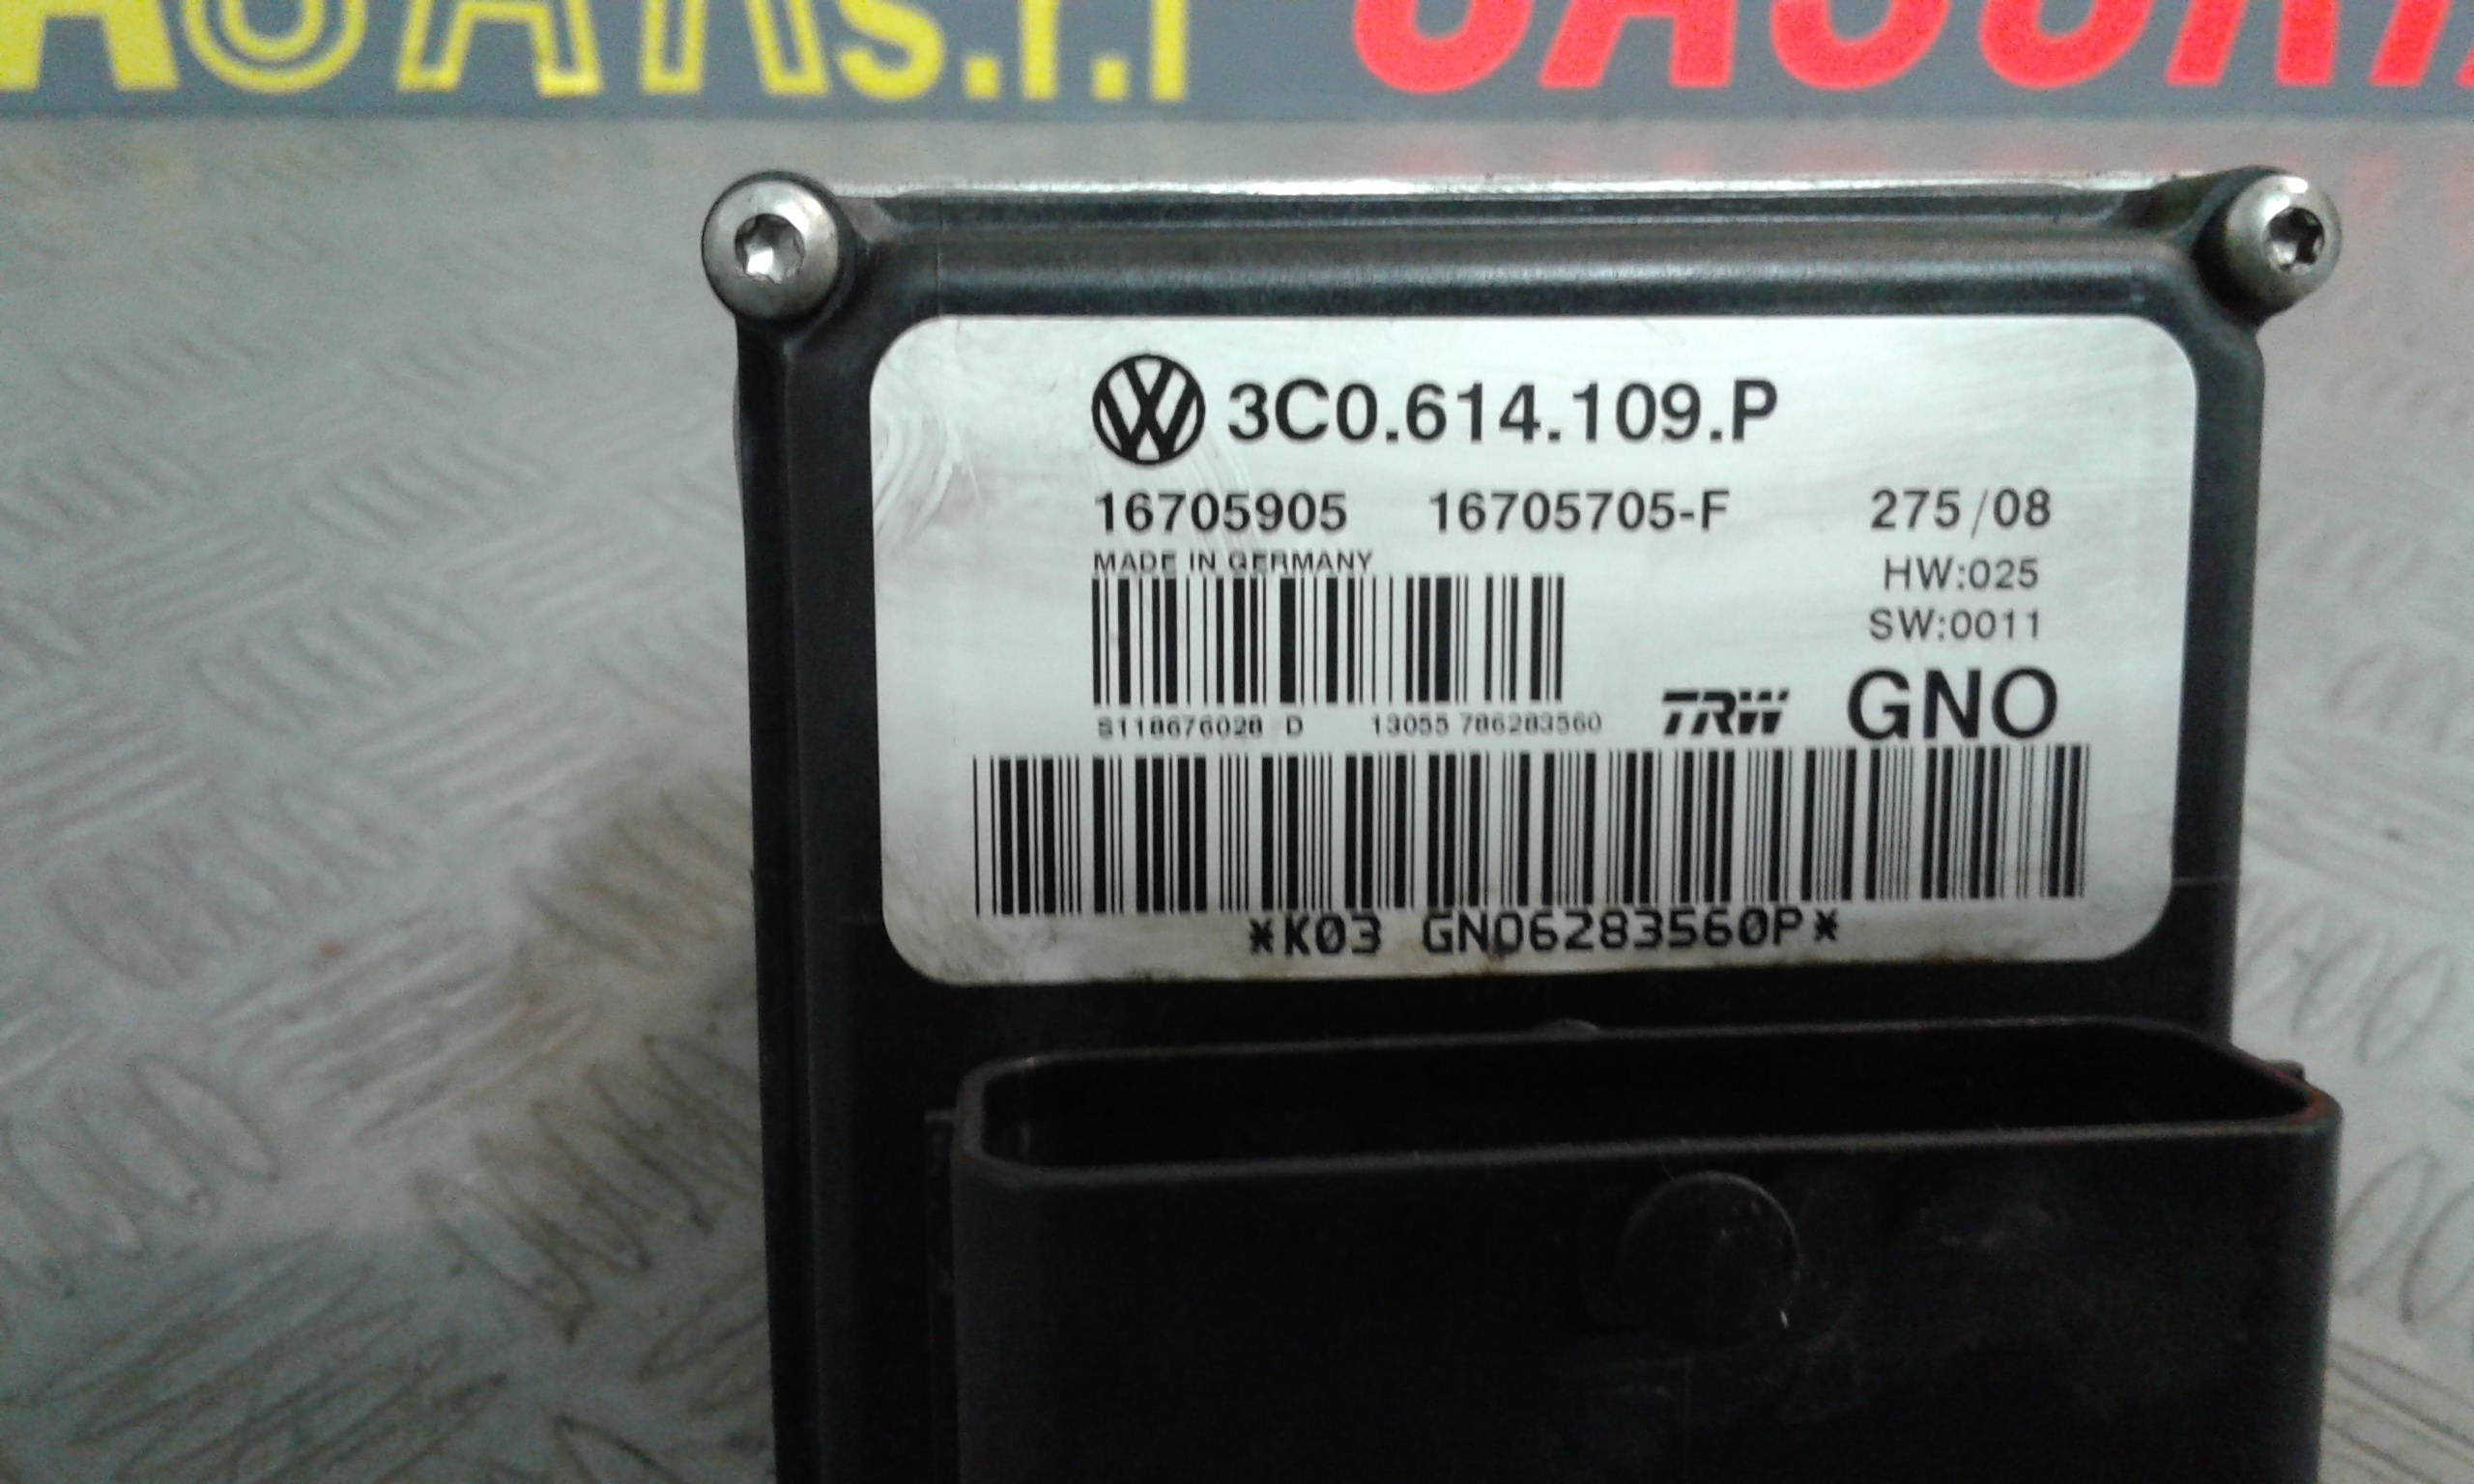 s.r.l
3C0.614.109.P
16705905 16705705-F 275/08
MADE IN GERMANY
HW:025
SW:0011
S118676028 D 13055 786283560
TRW GNO
*K03 GNO6283560P*